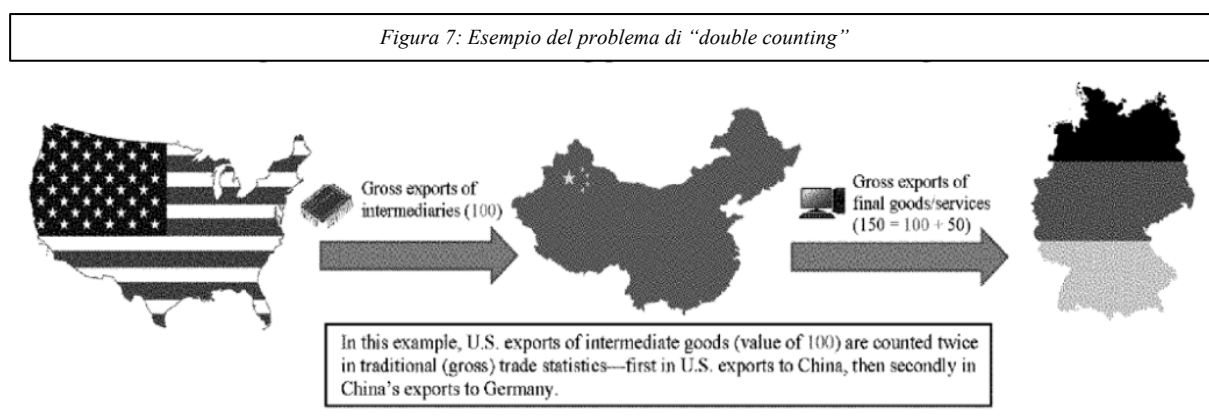 Figura 7: Esempio del problema di “double counting”
Gross exports of
intermediaries (100)
Gross exports of
final goods/services
(150 = 100 + 50)
In this example, U.S. exports of intermediate goods (value of 100) are counted twice
in traditional (gross) trade statistics—first in U.S. exports to China, then secondly in
China's exports to Germany.